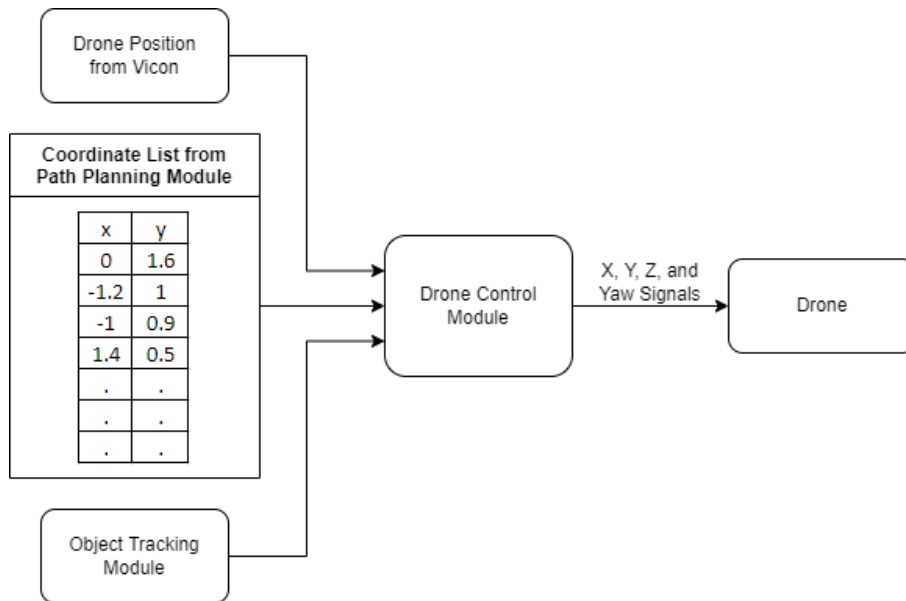 Drone Position
from Vicon
Coordinate List from
Path Planning Module
x y
0 1.6
-1.2 1
-1 0.9
1.4 0.5
. .
. .
. .
Object Tracking
Module
Drone Control
Module
X, Y, Z, and
Yaw Signals
Drone